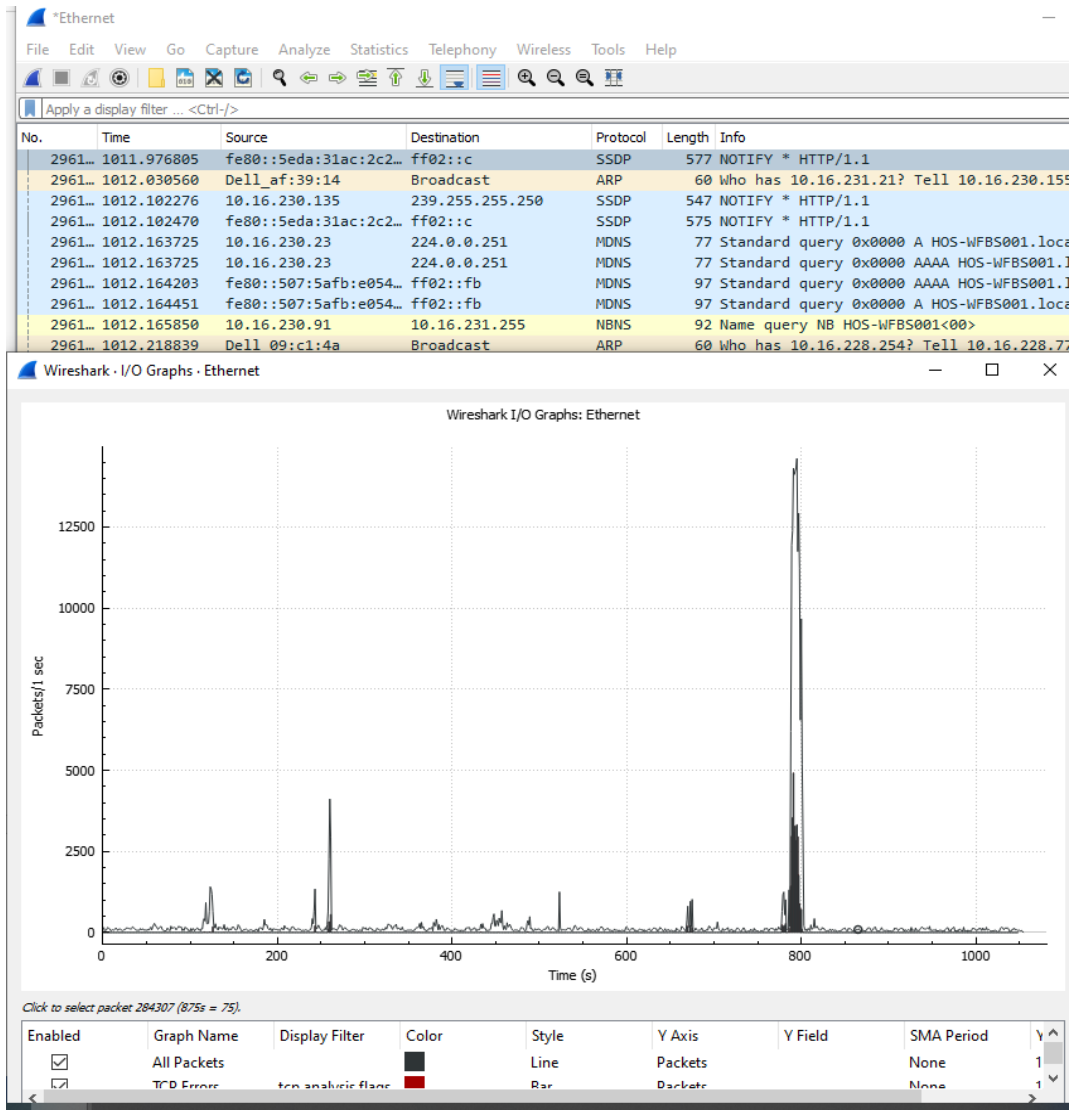 *Ethernet
File Edit View Go Capture Analyze Statistics Telephony Wireless Tools Help
Apply a display filter ... <Ctrl-/>
No. Time Source Destination Protocol Length Info
2961… 1011.976805 fe80::5eda:31ac:2c2… ff02::c SSDP 577 NOTIFY * HTTP/1.1
2961… 1012.030560 Dell_af:39:14 Broadcast ARP 60 Who has 10.16.231.21? Tell 10.16.230.155
2961… 1012.102276 10.16.230.135 239.255.255.250 SSDP 547 NOTIFY * HTTP/1.1
2961… 1012.102470 fe80::5eda:31ac:2c2… ff02::c SSDP 575 NOTIFY * HTTP/1.1
2961… 1012.163725 10.16.230.23 224.0.0.251 MDNS 77 Standard query 0x0000 A HOS-WFBS001.loca
2961… 1012.163725 10.16.230.23 224.0.0.251 MDNS 77 Standard query 0x0000 AAAA HOS-WFBS001.l
2961… 1012.164203 fe80::507:5afb:e054… ff02::fb MDNS 97 Standard query 0x0000 AAAA HOS-WFBS001.l
2961… 1012.164451 fe80::507:5afb:e054… ff02::fb MDNS 97 Standard query 0x0000 A HOS-WFBS001.loca
2961… 1012.165850 10.16.230.91 10.16.231.255 NBNS 92 Name query NB HOS-WFBS001<00>
2961… 1012.218839 Dell_09:c1:4a Broadcast ARP 60 Who has 10.16.228.254? Tell 10.16.228.77
Wireshark · I/O Graphs · Ethernet
Wireshark I/O Graphs: Ethernet
12500
10000
7500
5000
2500
0
Packets/1 sec
0 200 400 600 800 1000
Time (s)
Click to select packet 284307 (875s = 75).
Enabled Graph Name Display Filter Color Style Y Axis Y Field SMA Period Y
All Packets Line Packets None 1
TCP Errors tcp.analysis.flags Bar Packets None 1